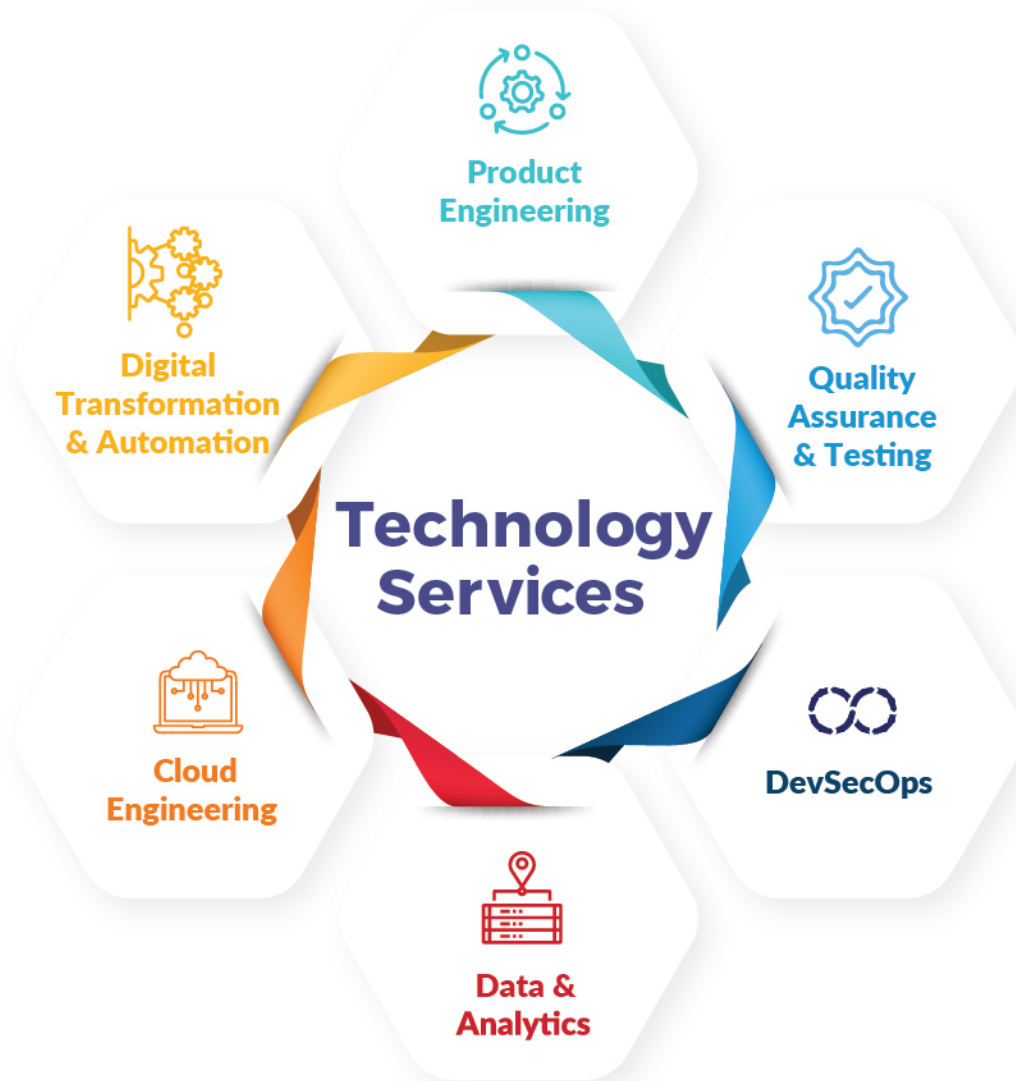 Product
Engineering
Digital
Transformation
& Automation
Quality
Assurance
& Testing
Technology
Services
Cloud
Engineering
DevSecOps
Data &
Analytics